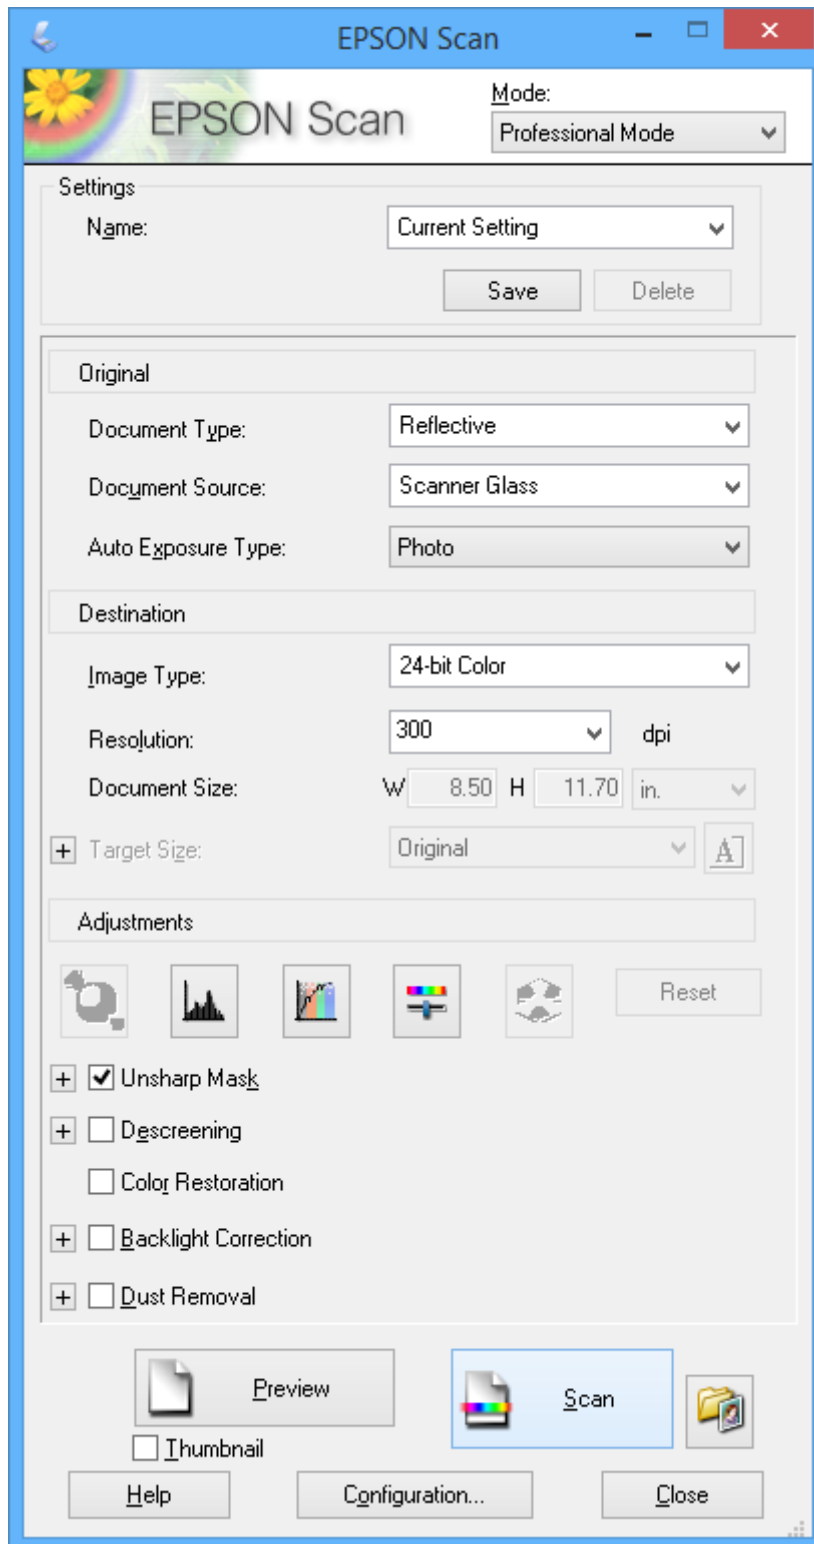 EPSON Scan
EPSON Scan
Mode:
Professional Mode
Settings
Name: Current Setting
Save Delete
Original
Document Type: Reflective
Document Source: Scanner Glass
Auto Exposure Type: Photo
Destination
Image Type: 24-bit Color
Resolution: 300 dpi
Document Size: W 8.50 H 11.70 in.
+ Target Size: Original A
Adjustments
Reset
+ Unsharp Mask
+ Descreening
Color Restoration
+ Backlight Correction
+ Dust Removal
Preview Scan
Thumbnail
Help Configuration... Close